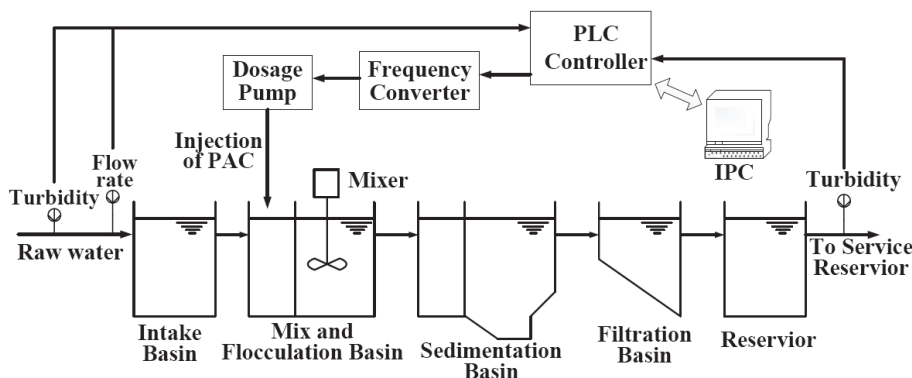 PLC
Controller
Dosage
Pump
Frequency
Converter
Injection
of PAC
Flow
rate
Turbidity
Mixer
IPC
Turbidity
Raw water
To Service
Reservior
Intake
Basin
Mix and
Flocculation Basin
Sedimentation
Basin
Filtration
Basin
Reservior